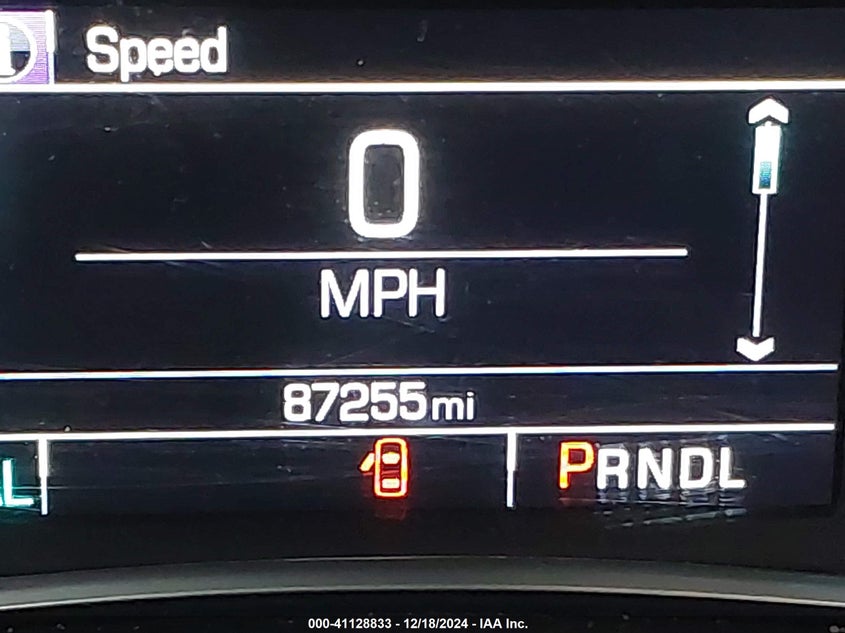 Speed
0
MPH
87255mi
PRNDL
000-41128833 - 12/18/2024 - IAA Inc.